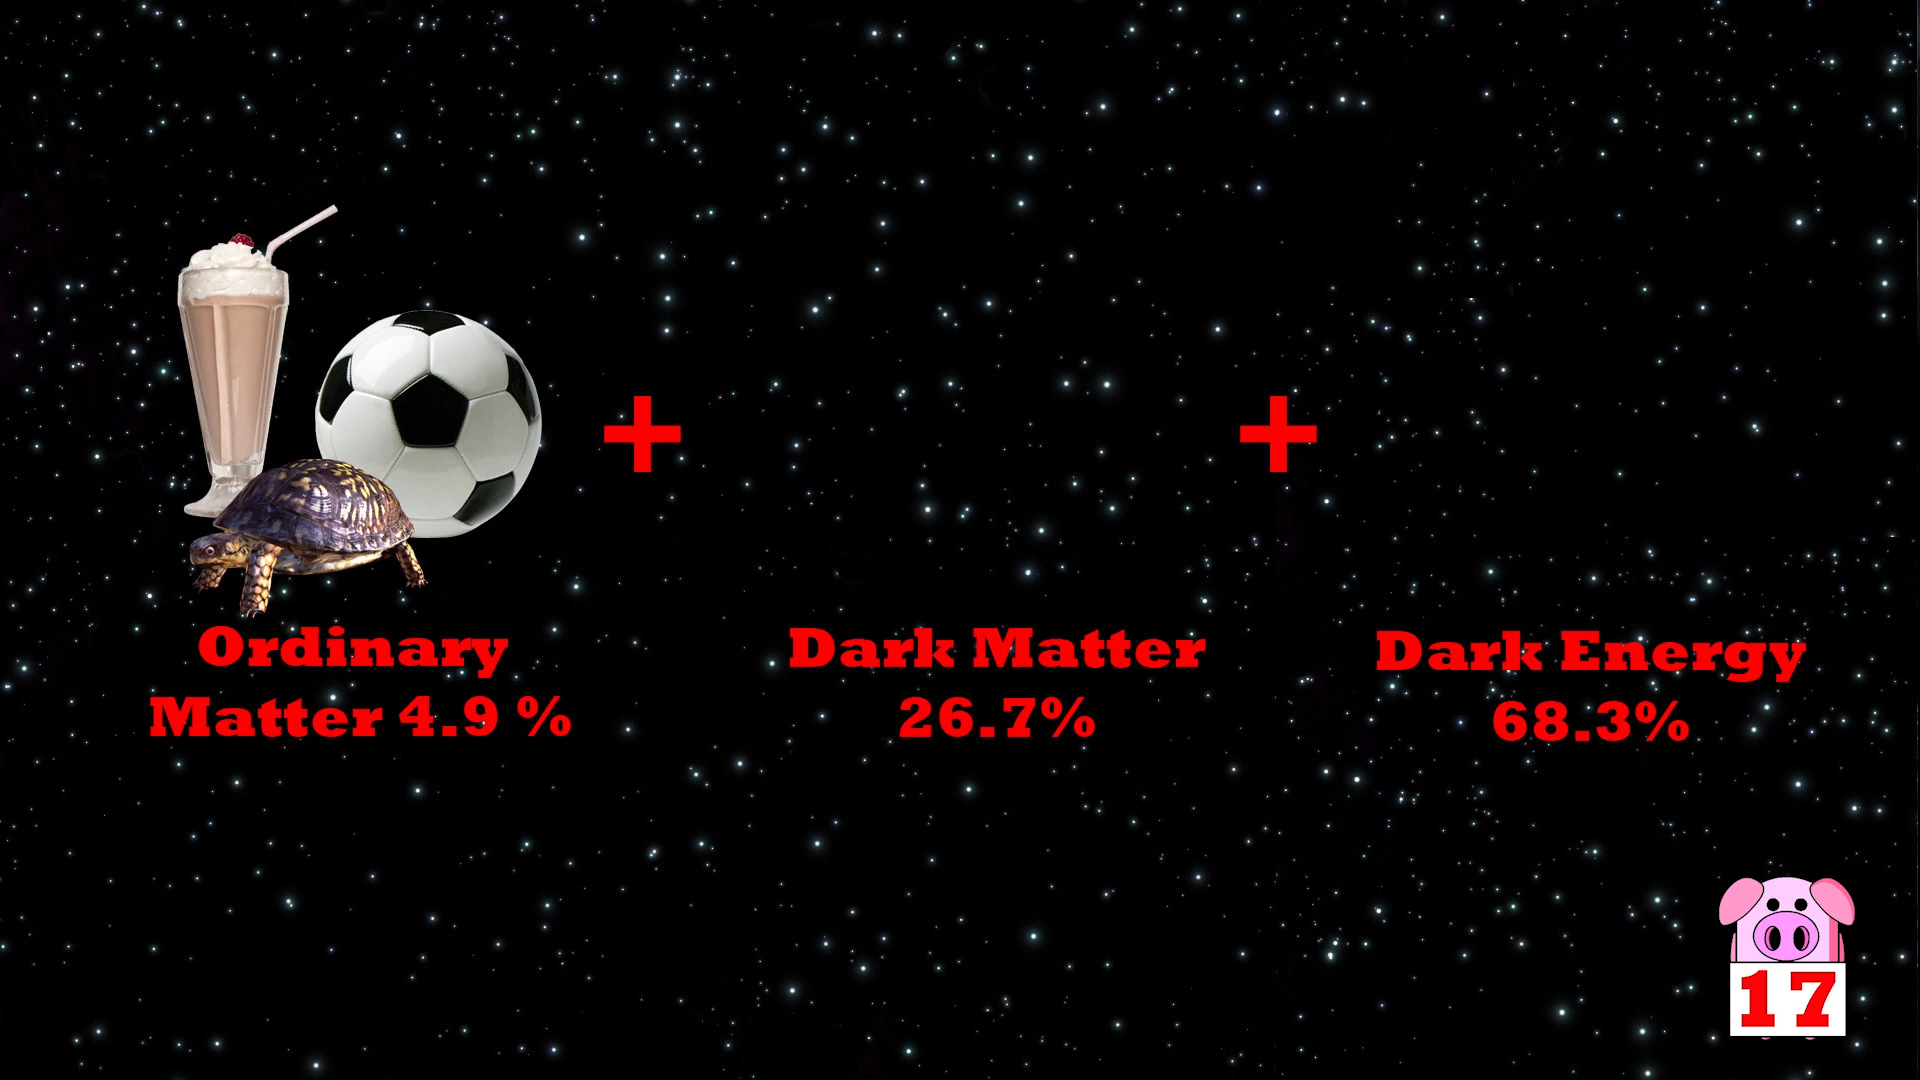 +
+
Ordinary
Matter 4.9 %
Dark Matter
26.7%
Dark Energy
68.3%
17